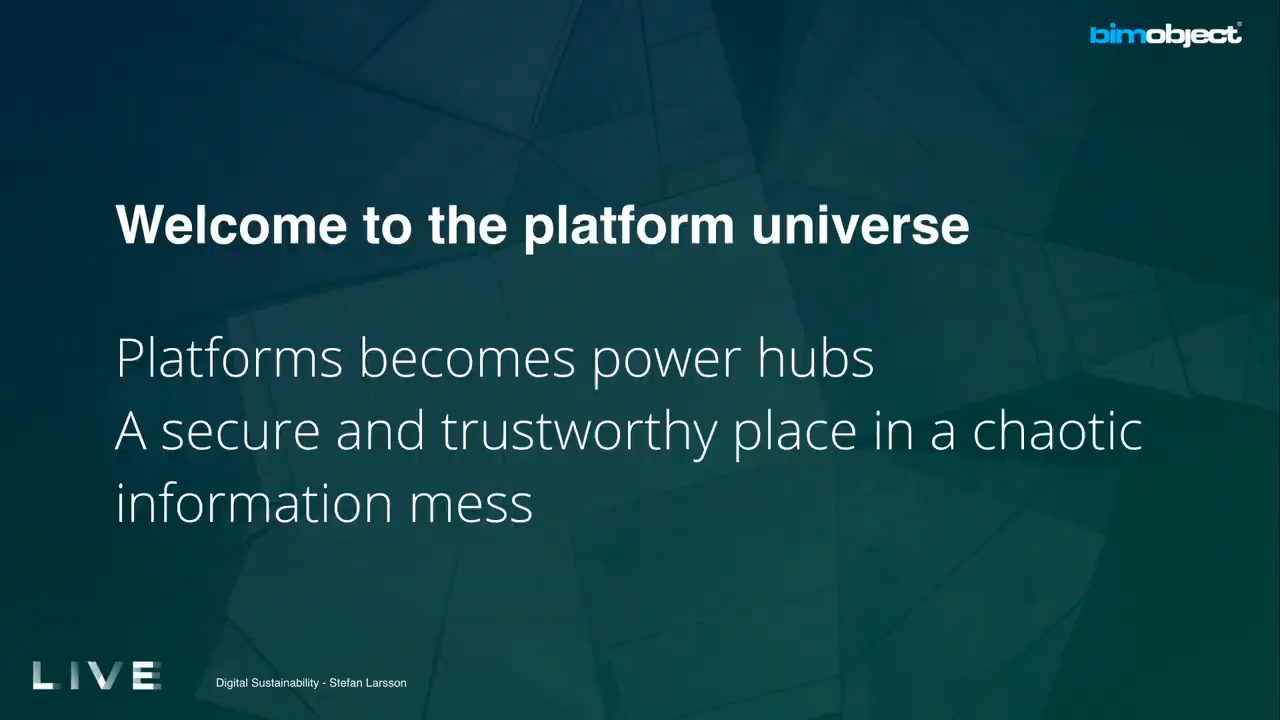 bimobject®
Welcome to the platform universe
Platforms becomes power hubs
A secure and trustworthy place in a chaotic
information mess
LIVE
Digital Sustainability - Stefan Larsson